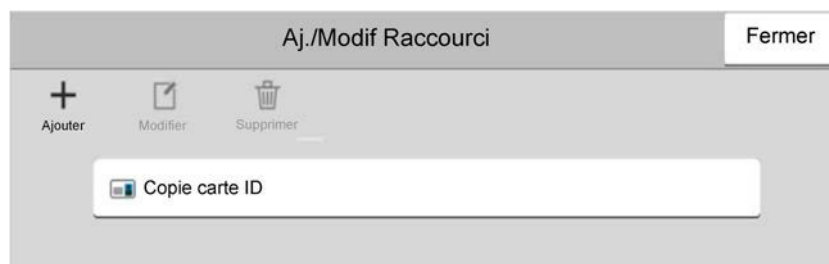 Aj./Modif Raccourci
Fermer
Ajouter
Modifier
Supprimer
Copie carte ID